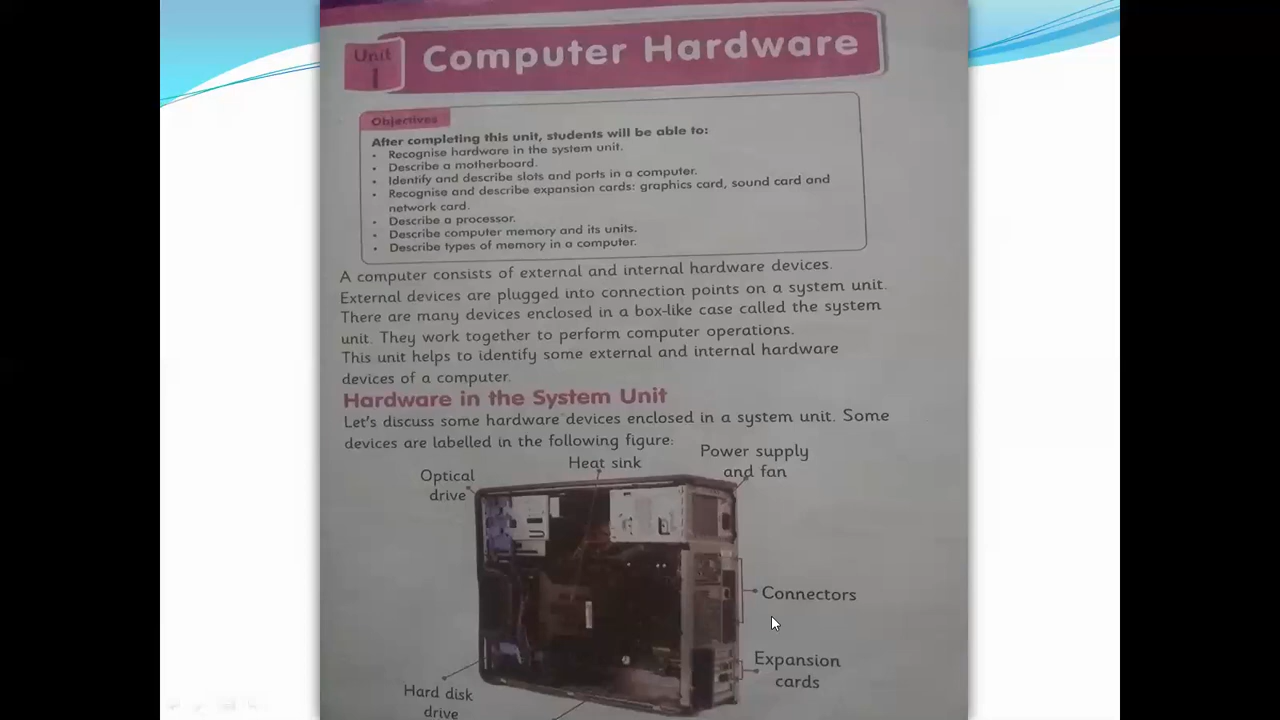 Unit
1
Computer Hardware
Objectives
After completing this unit, students will be able to:
• Recognise hardware in the system unit.
• Describe a motherboard.
• Identify and describe slots and ports in a computer.
• Recognise and describe expansion cards: graphics card, sound card and
network card.
• Describe a processor.
• Describe computer memory and its units.
• Describe types of memory in a computer.
A computer consists of external and internal hardware devices.
External devices are plugged into connection points on a system unit.
There are many devices enclosed in a box-like case called the system
unit. They work together to perform computer operations.
This unit helps to identify some external and internal hardware
devices of a computer.
Hardware in the System Unit
Let's discuss some hardware devices enclosed in a system unit. Some
devices are labelled in the following figure:
Optical
drive
Heat sink
Power supply
and fan
Connectors
Expansion
cards
Hard disk
drive